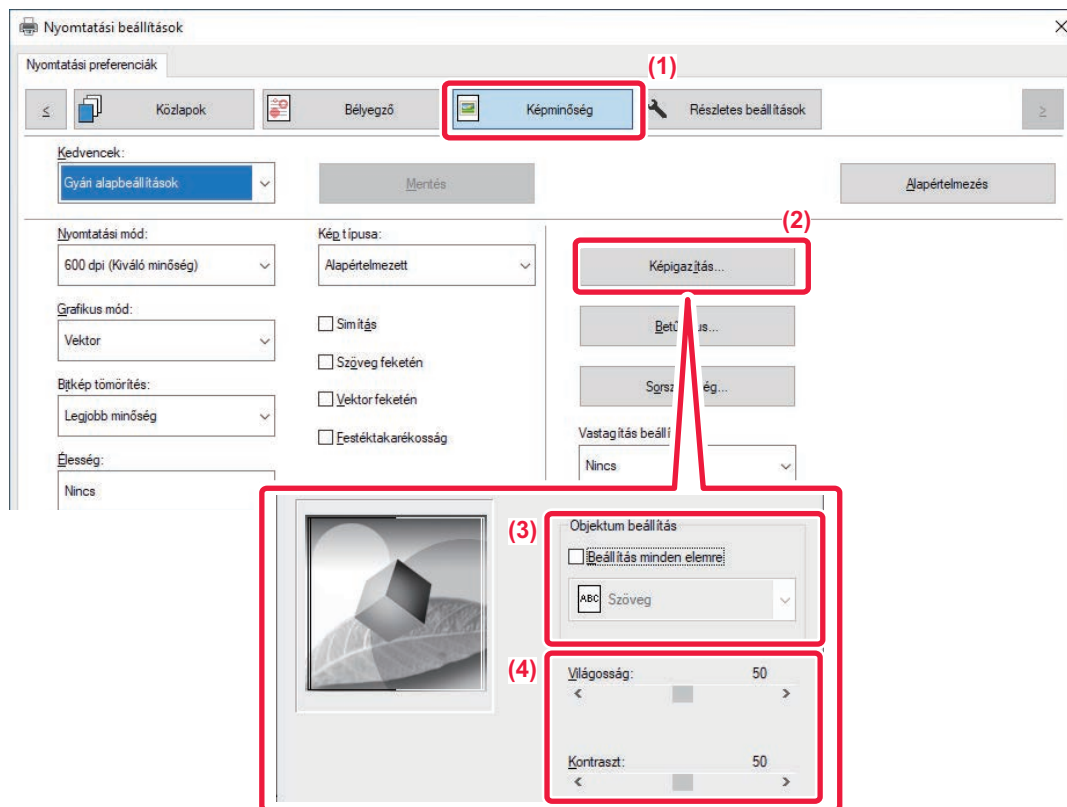 Nyomtatási beállítások
Nyomtatási preferenciák
(1)
< Közlapok Bélyegző Képminőség Részletes beállítások >
Kedvencek:
Gyári alapbeállítások Mentés Alapértelmezés
(2)
Nyomtatási mód: Kép típusa:
600 dpi (Kiváló minőség) Alapértelmezett Képigazítás...
Grafikus mód:
Vektor Simítás
Szöveg feketén
Bitkép tömörítés: Vektor feketén
Legjobb minőség Festéktakarékosság Vastagítás
Élesség: Nincs
Nincs
(3) Objektum beállítás
Beállítás minden elemre
ABC Szöveg
(4) Világosság: 50
< >
Kontraszt: 50
< >